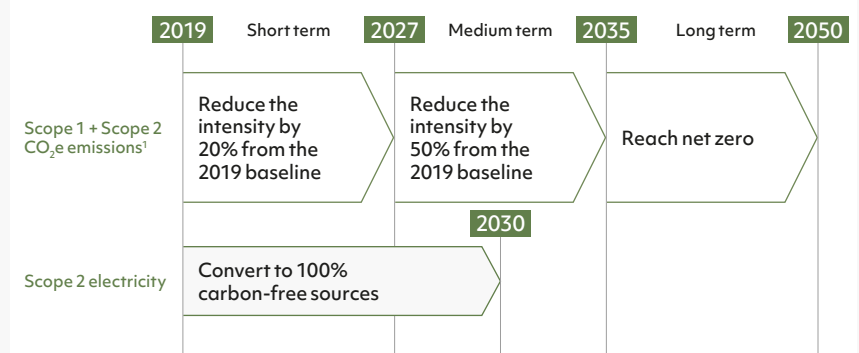 2019 Short term 2027 Medium term 2035 Long term 2050
Scope 1 + Scope 2
CO₂e emissions¹
Reduce the
intensity by
20% from the
2019 baseline
Reduce the
intensity by
50% from the
2019 baseline
Reach net zero
2030
Scope 2 electricity
Convert to 100%
carbon-free sources